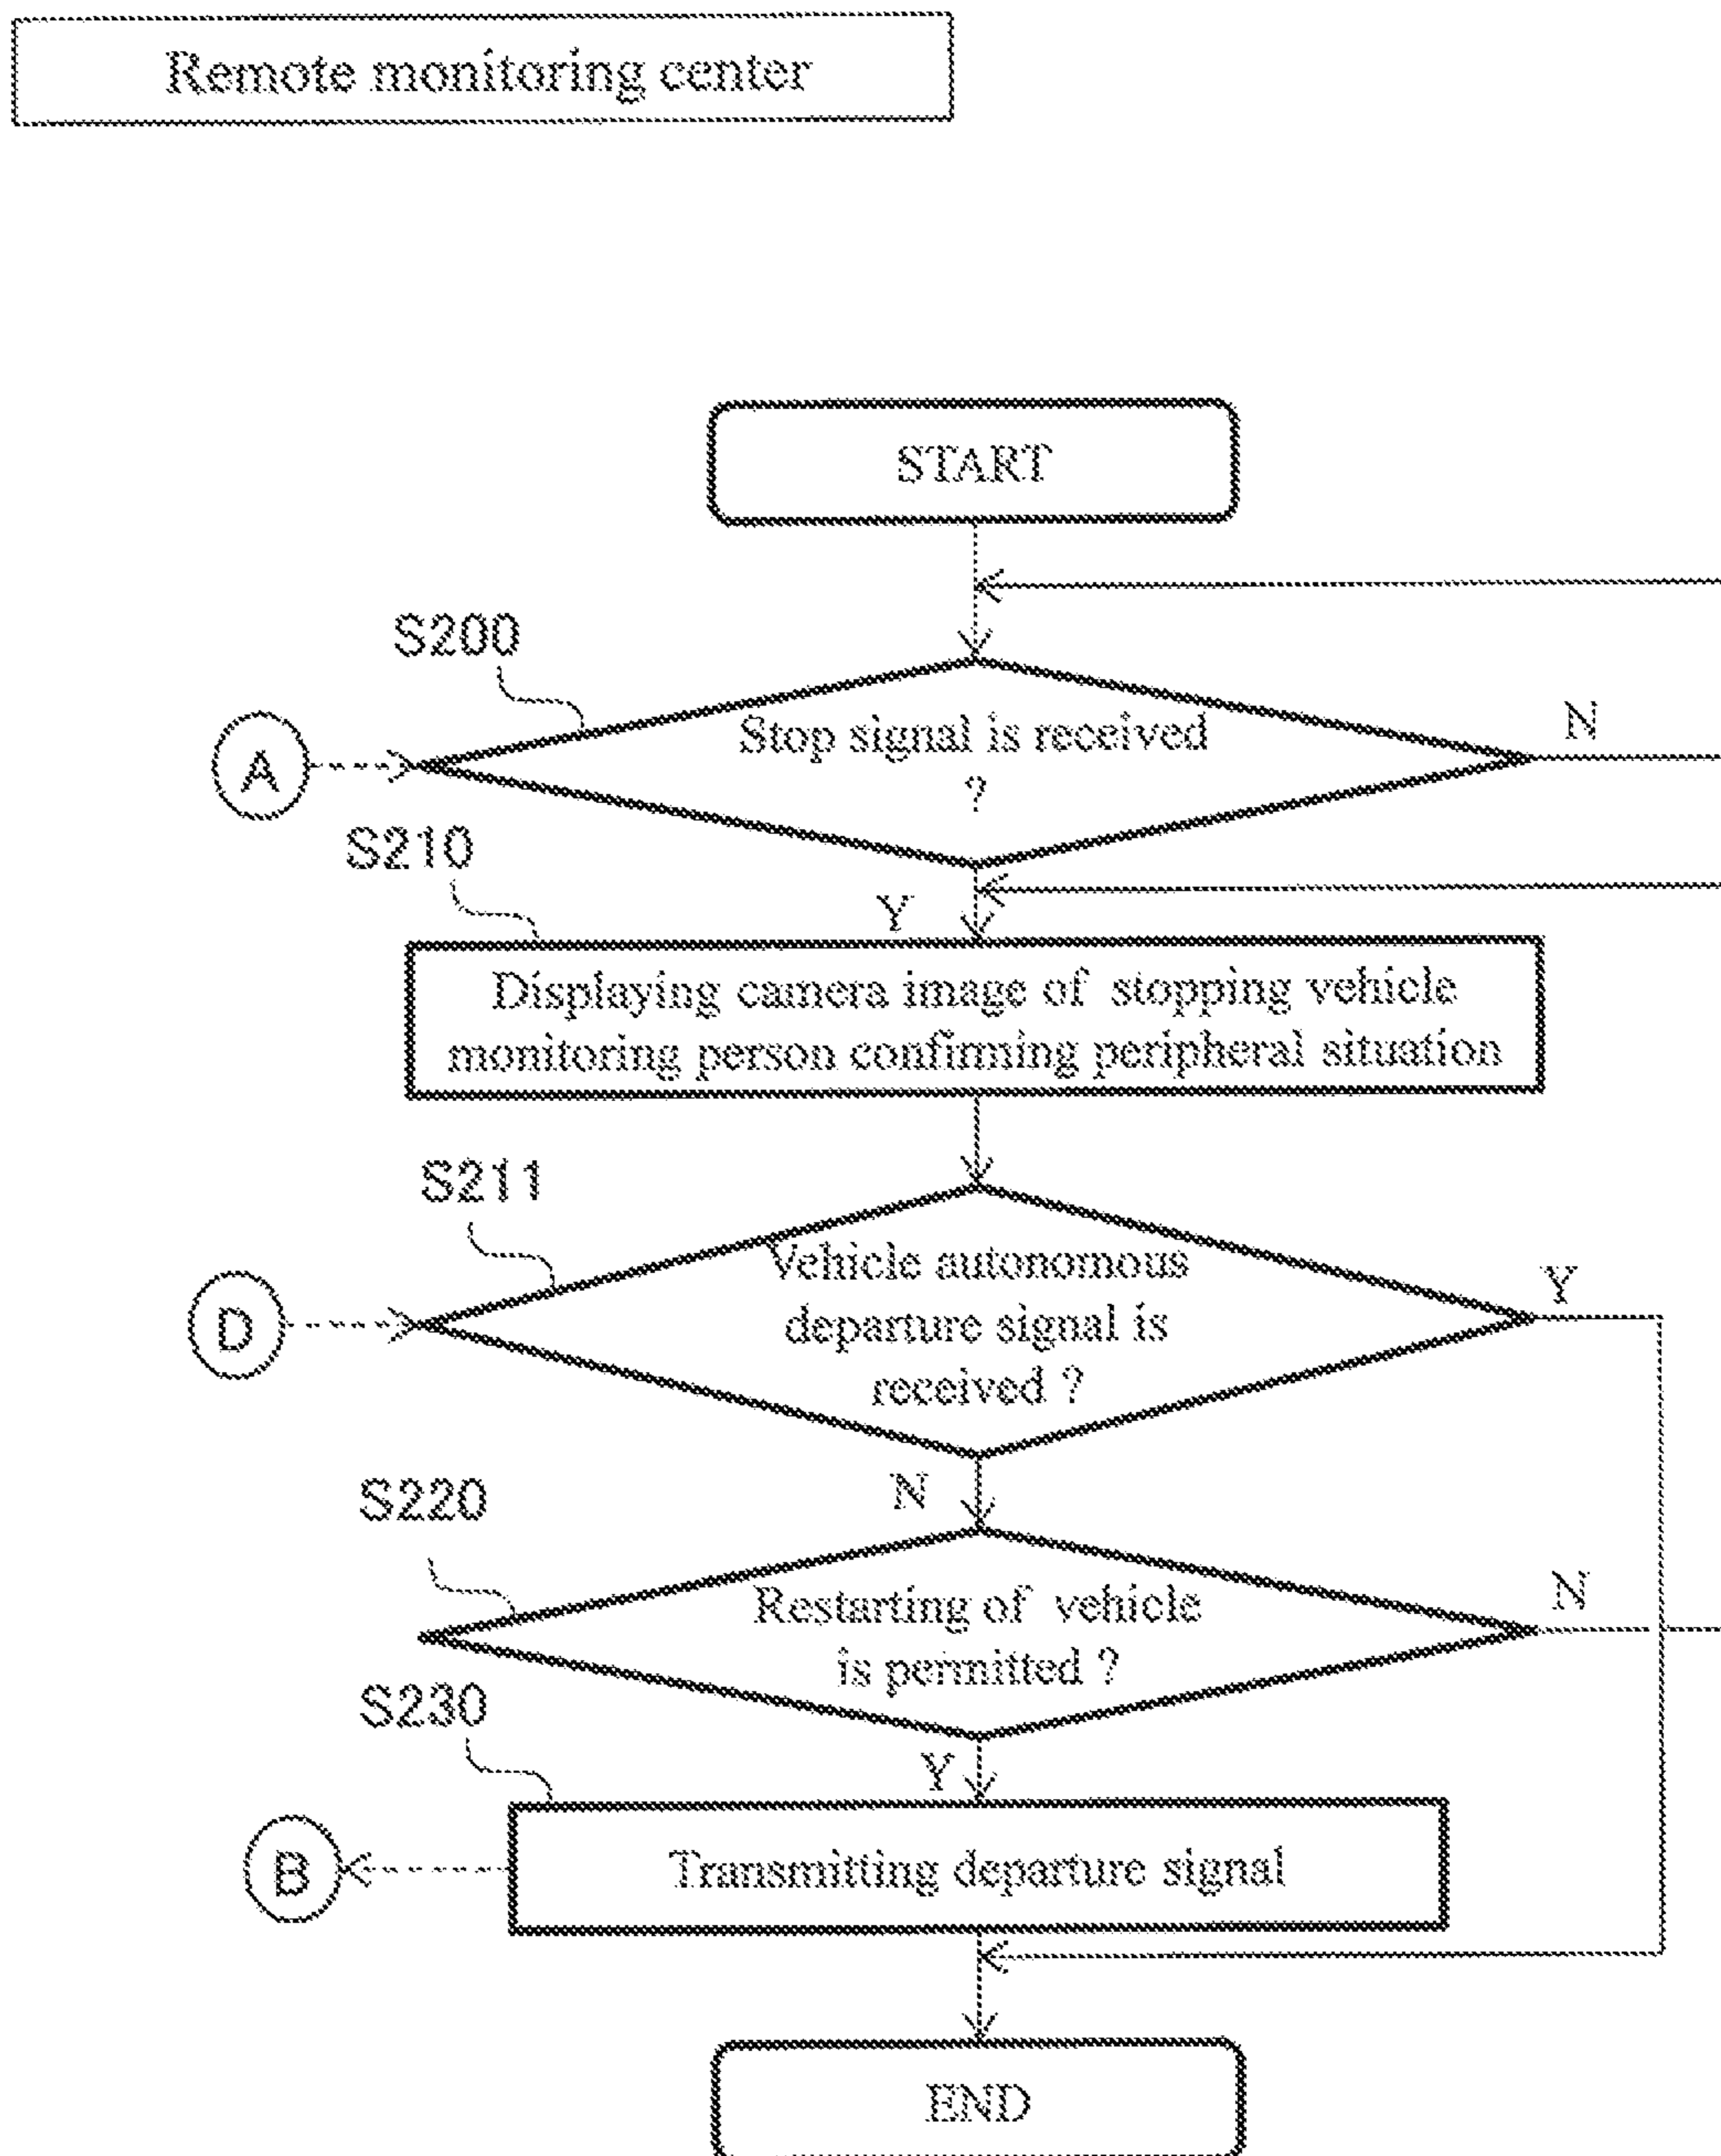 Remote monitoring center
START
S200
Stop signal is received
?
N
A
S210
Y
Displaying camera image of stopping vehicle
monitoring person confirming peripheral situation
S211
Vehicle autonomous
departure signal is
received ?
Y
D
N
S220
Restarting of vehicle
is permitted ?
N
S230
Y
Transmitting departure signal
B
END